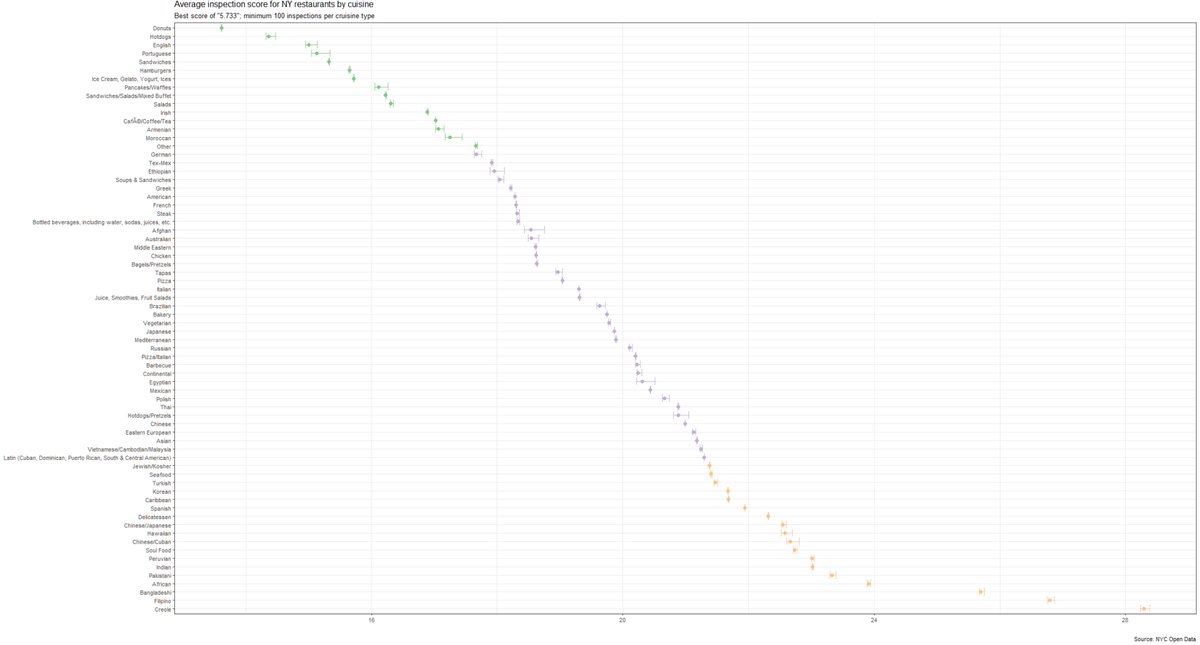 Average inspection score for NY restaurants by cuisine
Best score of "5.733"; minimum 100 inspections per cruisine type
Donuts
Hotdogs
English
Portuguese
Sandwiches
Hamburgers
Ice Cream, Gelato, Yogurt, Ices
Pancakes/Waffles
Sandwiches/Salads/Mixed Buffet
Salads
Irish
CafÃ©/Coffee/Tea
Armenian
Moroccan
Other
German
Tex-Mex
Ethiopian
Soups & Sandwiches
Greek
American
French
Steak
Bottled beverages, including water, sodas, juices, etc.
Afghan
Australian
Middle Eastern
Chicken
Bagels/Pretzels
Tapas
Pizza
Italian
Juice, Smoothies, Fruit Salads
Brazilian
Bakery
Vegetarian
Japanese
Mediterranean
Russian
Pizza/Italian
Barbecue
Continental
Egyptian
Mexican
Polish
Thai
Hotdogs/Pretzels
Chinese
Eastern European
Asian
Vietnamese/Cambodian/Malaysia
Latin (Cuban, Dominican, Puerto Rican, South & Central American)
Jewish/Kosher
Seafood
Turkish
Korean
Caribbean
Spanish
Delicatessen
Chinese/Japanese
Hawaiian
Chinese/Cuban
Soul Food
Peruvian
Indian
Pakistani
African
Bangladeshi
Filipino
Creole
16 20 24 28
Source: NYC Open Data